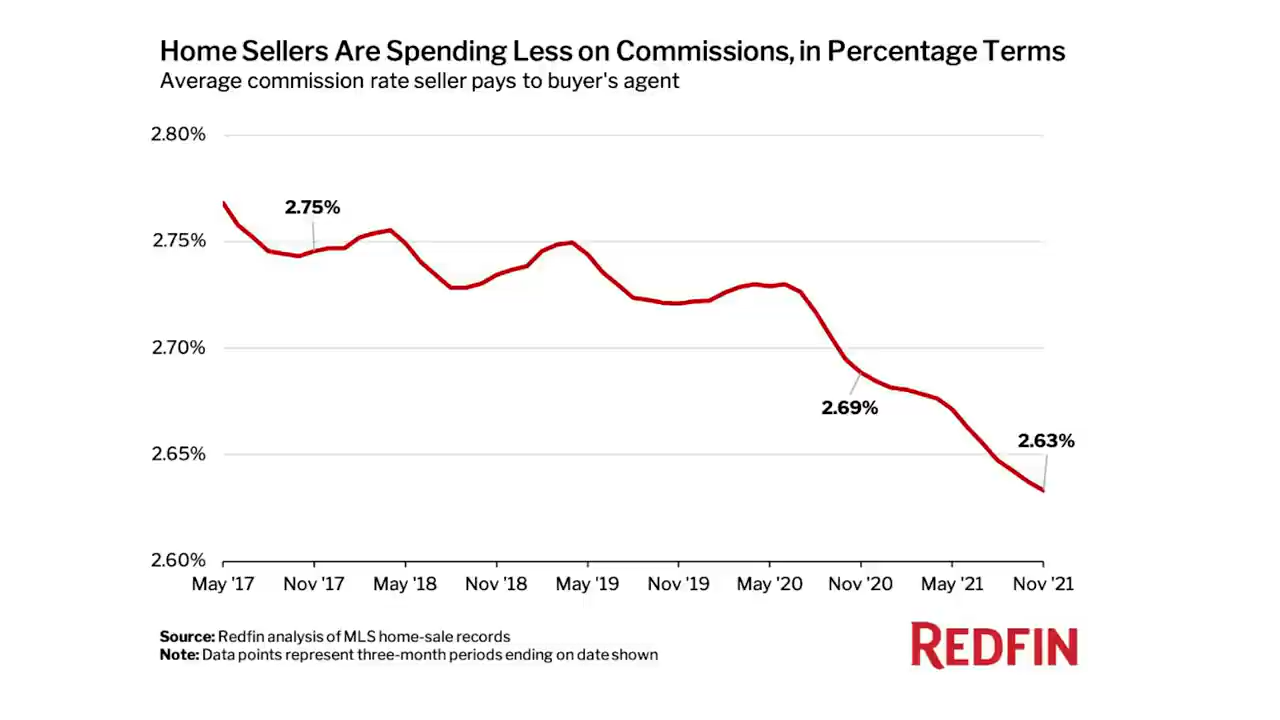 Home Sellers Are Spending Less on Commissions, in Percentage Terms
Average commission rate seller pays to buyer's agent
2.80%
2.75%
2.75%
2.70%
2.69%
2.65%
2.63%
2.60%
May '17 Nov '17 May '18 Nov '18 May '19 Nov '19 May '20 Nov '20 May '21 Nov '21
Source: Redfin analysis of MLS home-sale records
Note: Data points represent three-month periods ending on date shown
REDFIN